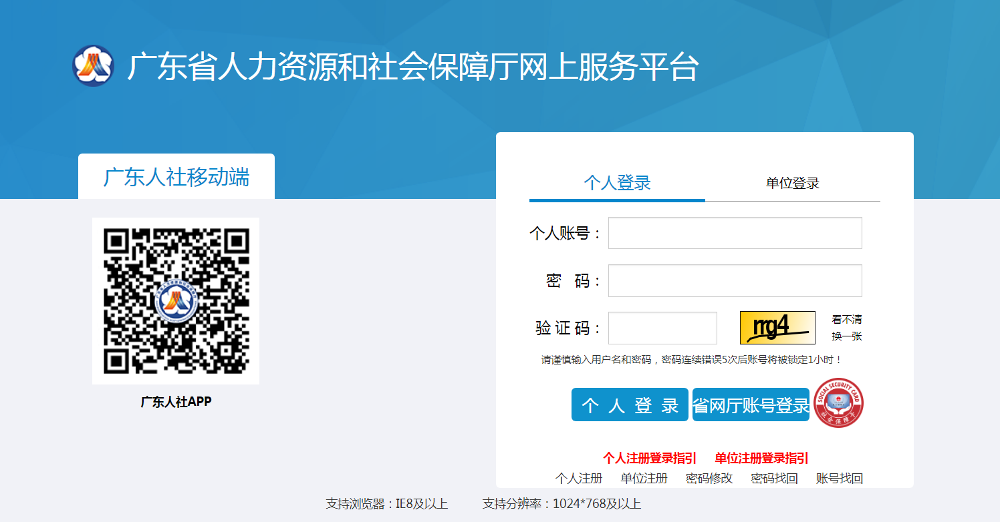 广东省人力资源和社会保障厅网上服务平台
广东人社移动端
广东人社APP
个人登录 单位登录
个人账号：
密 码：
验 证 码：
rrg4
看不清
换一张
请谨慎输入用户名和密码，密码连续错误5次后账号将被锁定1小时！
个 人 登 录 省网厅账号登录
SOCIAL SECURITY CARD
社会保障卡
个人注册登录指引 单位注册登录指引
个人注册 单位注册 密码修改 密码找回 账号找回
支持浏览器：IE8及以上 支持分辨率：1024*768及以上